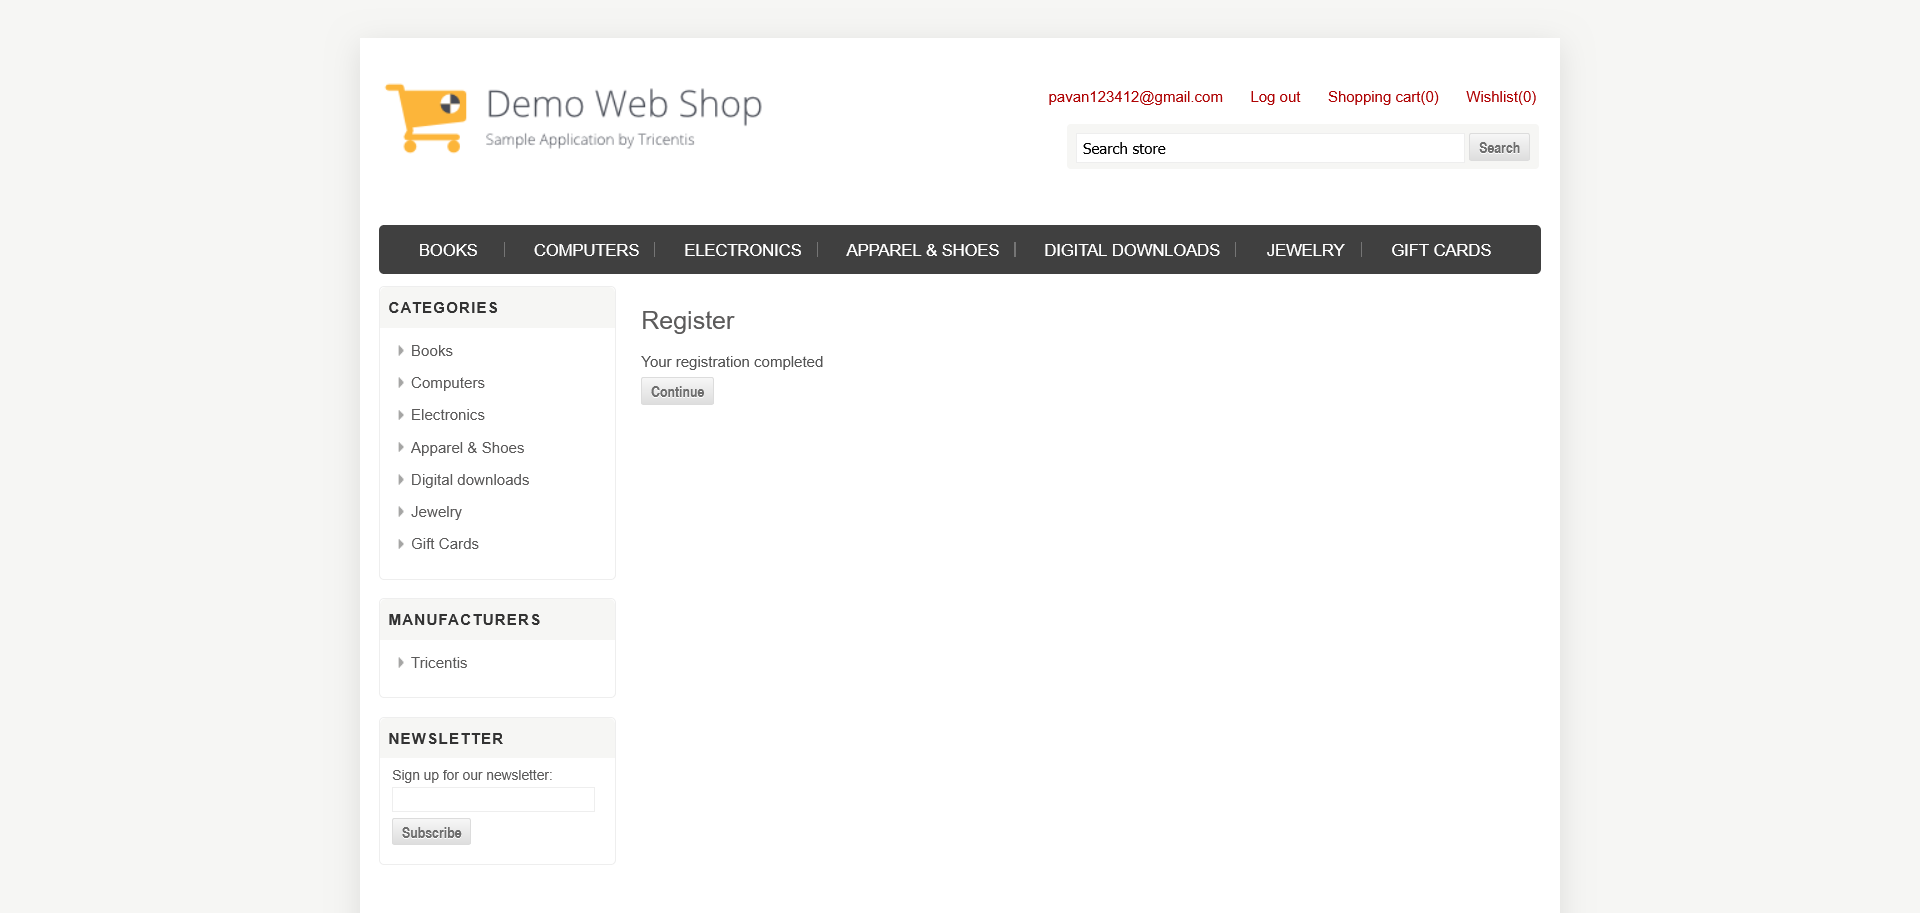 Demo Web Shop
Sample Application by Tricentis
pavan123412@gmail.com Log out Shopping cart(0) Wishlist(0)
Search store Search
BOOKS COMPUTERS ELECTRONICS APPAREL & SHOES DIGITAL DOWNLOADS JEWELRY GIFT CARDS
CATEGORIES
Books
Computers
Electronics
Apparel & Shoes
Digital downloads
Jewelry
Gift Cards
MANUFACTURERS
Tricentis
NEWSLETTER
Sign up for our newsletter:
Subscribe
Register
Your registration completed
Continue